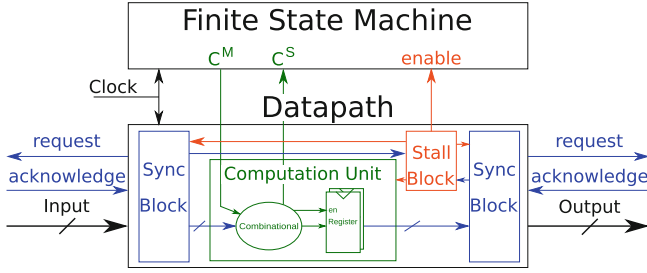 Finite State Machine
C^M
C^S
enable
Clock
Datapath
request
acknowledge
Input
Sync
Block
Computation Unit
Combinational
en
Register
Stall
Block
Sync
Block
request
acknowledge
Output